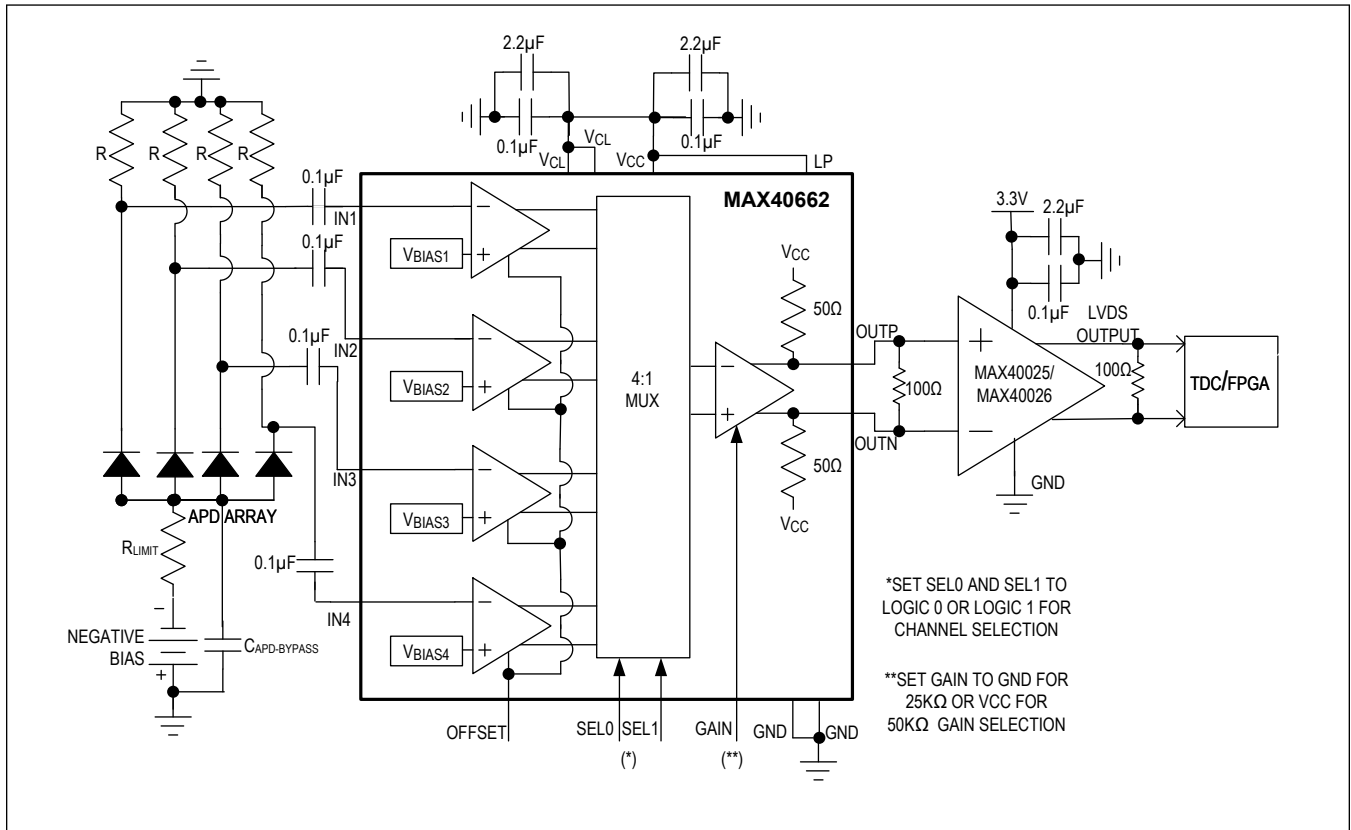 2.2µF
2.2µF
0.1µF
0.1µF
VCL
VCL
VCC
LP
R
R
R
R
0.1µF
IN1
0.1µF
IN2
0.1µF
IN3
0.1µF
IN4
MAX40662
VBIAS1
VBIAS2
VBIAS3
VBIAS4
4:1
MUX
VCC
50Ω
50Ω
VCC
OUTP
OUTN
100Ω
3.3V
2.2µF
0.1µF
MAX40025/
MAX40026
GND
LVDS
OUTPUT
100Ω
TDC/FPGA
APD ARRAY
RLIMIT
−
NEGATIVE
BIAS
+
CAPD-BYPASS
OFFSET
SEL0
SEL1
(*)
GAIN
(**)
GND
GND
*SET SEL0 AND SEL1 TO
LOGIC 0 OR LOGIC 1 FOR
CHANNEL SELECTION
**SET GAIN TO GND FOR
25KΩ OR VCC FOR
50KΩ GAIN SELECTION